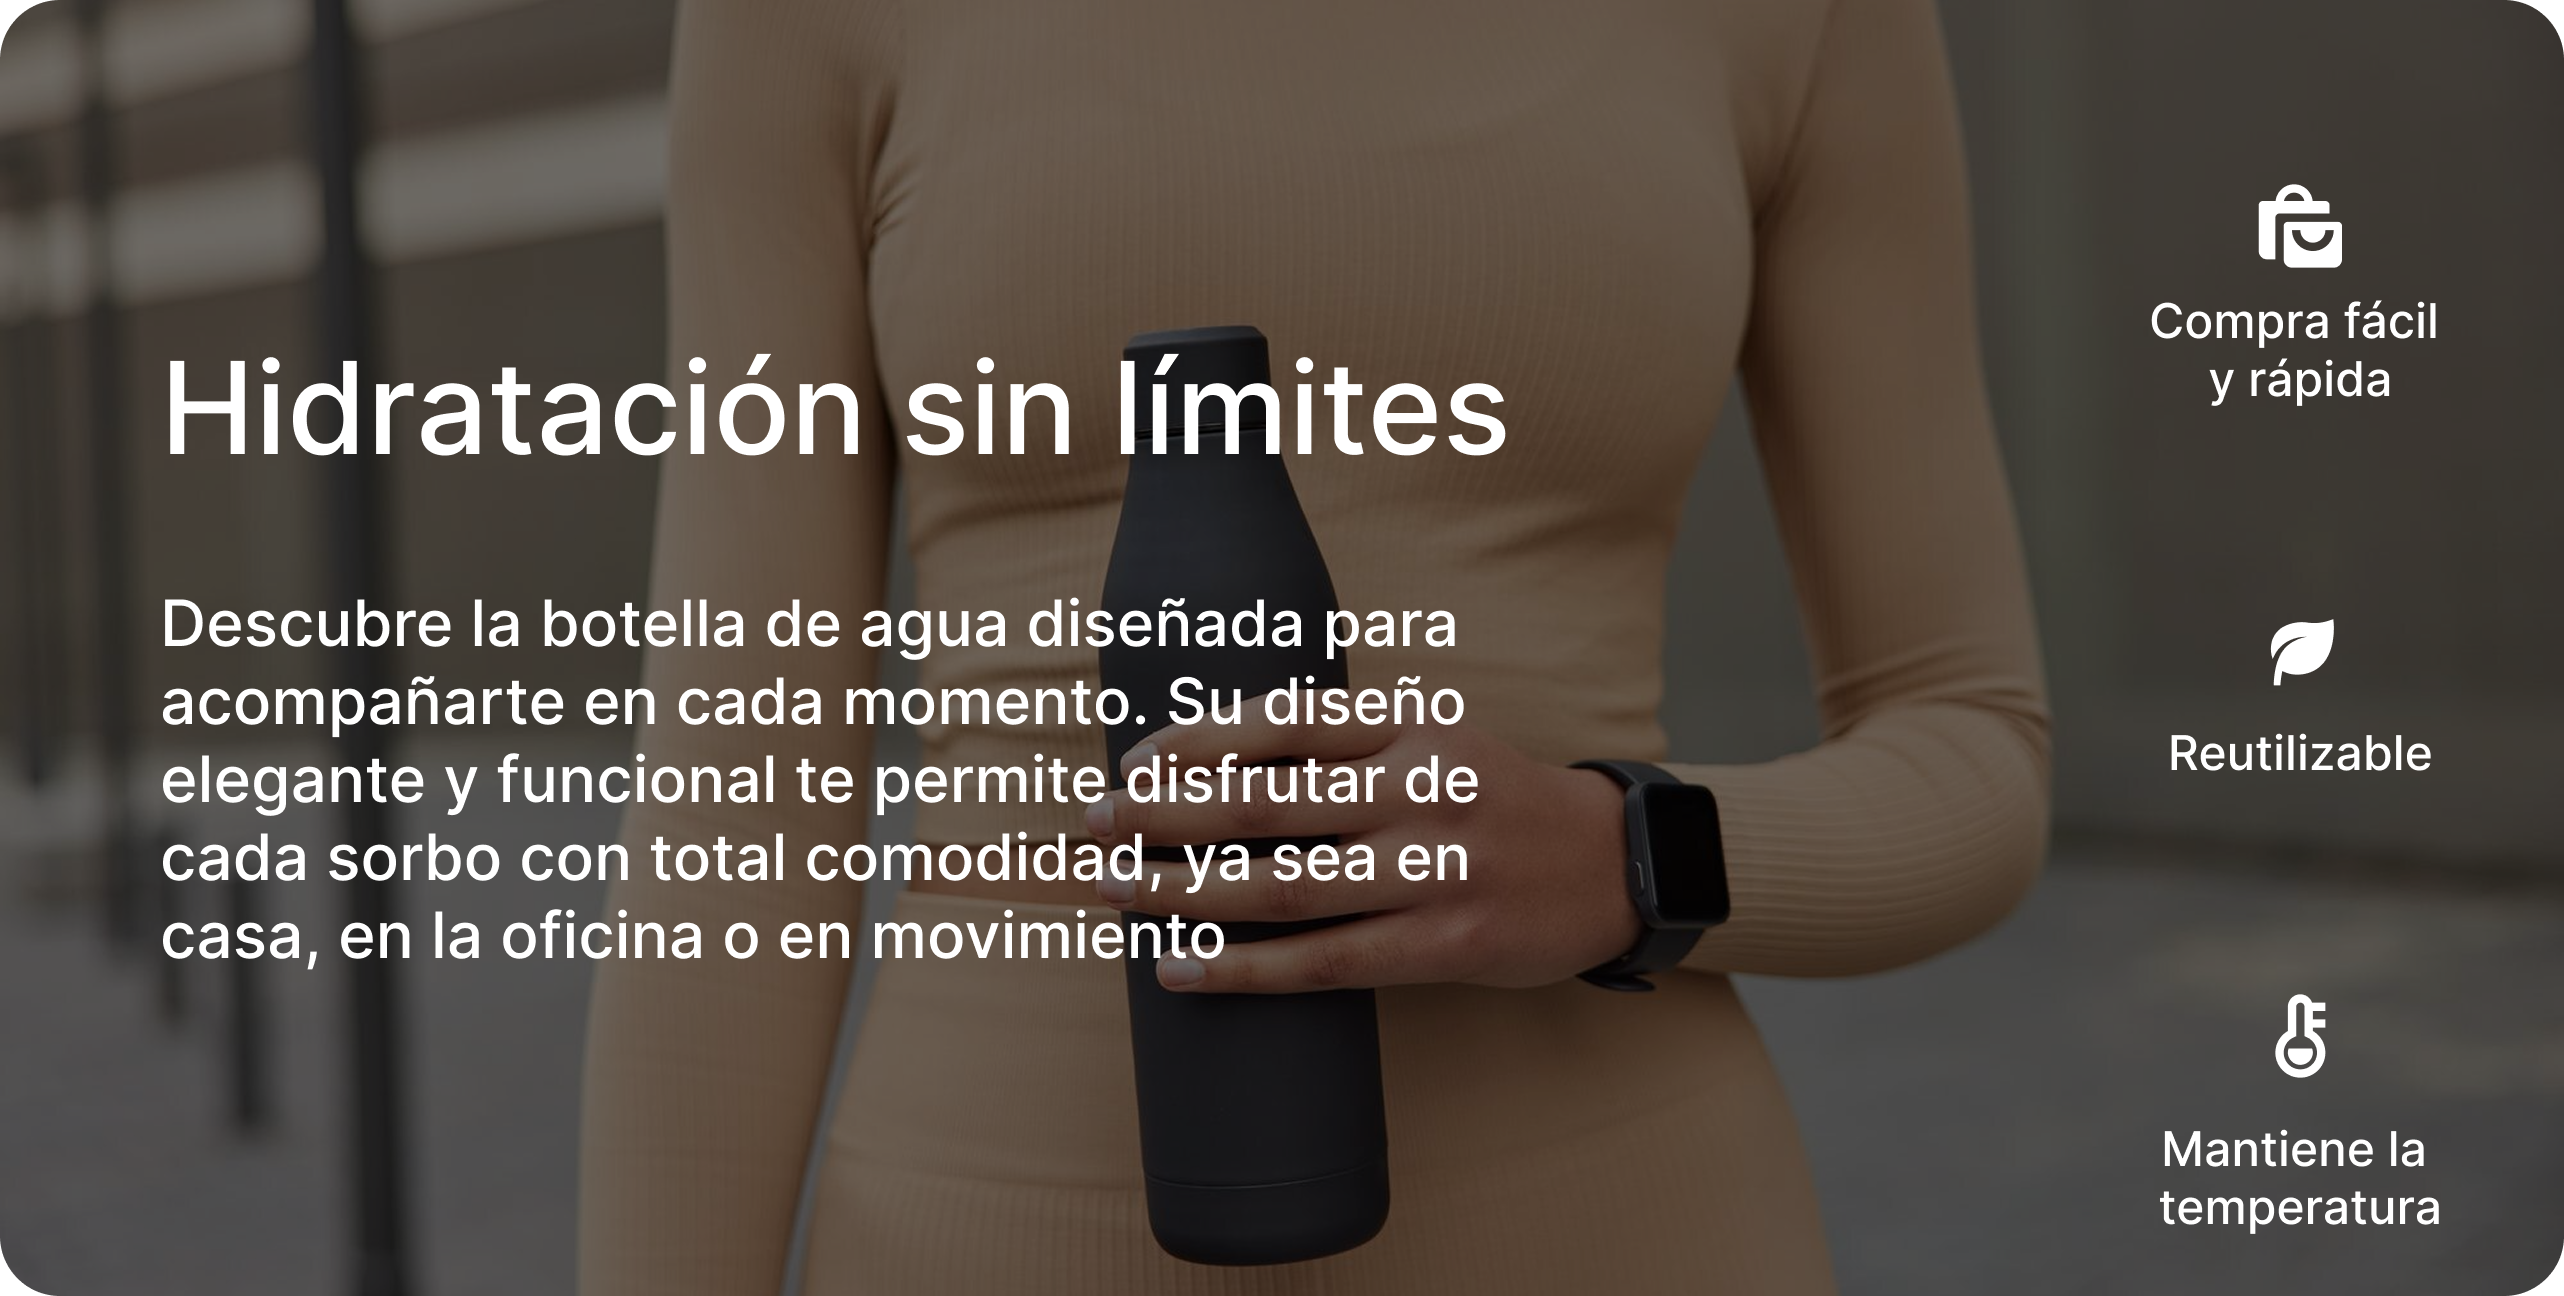 Hidratación sin límites
Descubre la botella de agua diseñada para
acompañarte en cada momento. Su diseño
elegante y funcional te permite disfrutar de
cada sorbo con total comodidad, ya sea en
casa, en la oficina o en movimiento
Compra fácil
y rápida
Reutilizable
Mantiene la
temperatura